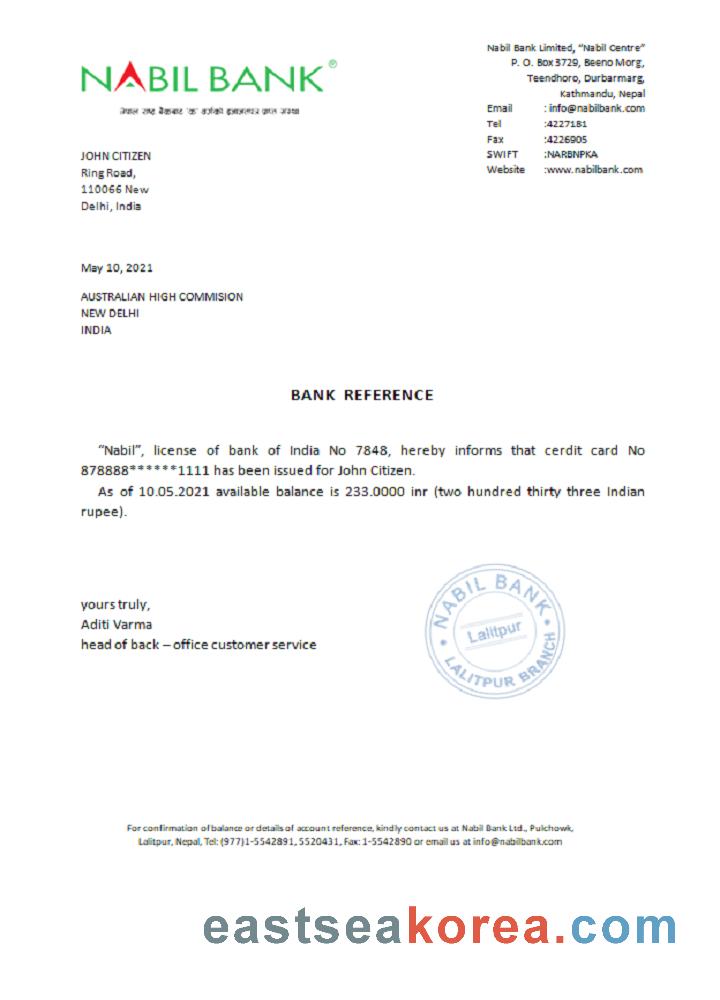 NABIL BANK®
नेपाल राष्ट्र बैंकबाट 'क' वर्गको इजाजतपत्र प्राप्त संस्था
Nabil Bank Limited, “Nabil Centre”
P. O. Box 3729, Beeno Morg,
Teendhoro, Durbarmarg,
Kathmandu, Nepal
Email : info@nabilbank.com
Tel :4227181
Fax :4226905
SWIFT :NARBNPKA
Website :www.nabilbank.com
JOHN CITIZEN
Ring Road,
110066 New
Delhi, India
May 10, 2021
AUSTRALIAN HIGH COMMISION
NEW DELHI
INDIA
BANK REFERENCE
“Nabil”, license of bank of India No 7848, hereby informs that cerdit card No
878888******1111 has been issued for John Citizen.
As of 10.05.2021 available balance is 233.0000 inr (two hundred thirty three Indian
rupee).
yours truly,
Aditi Varma
head of back – office customer service
NABIL BANK
Lalitpur
LALITPUR BRANCH
For confirmation of balance or details of account reference, kindly contact us at Nabil Bank Ltd., Pulchowk,
Lalitpur, Nepal, Tel: (977)1-5542891, 5520431, Fax: 1-5542890 or email us at info@nabilbank.com
eastseakorea.com